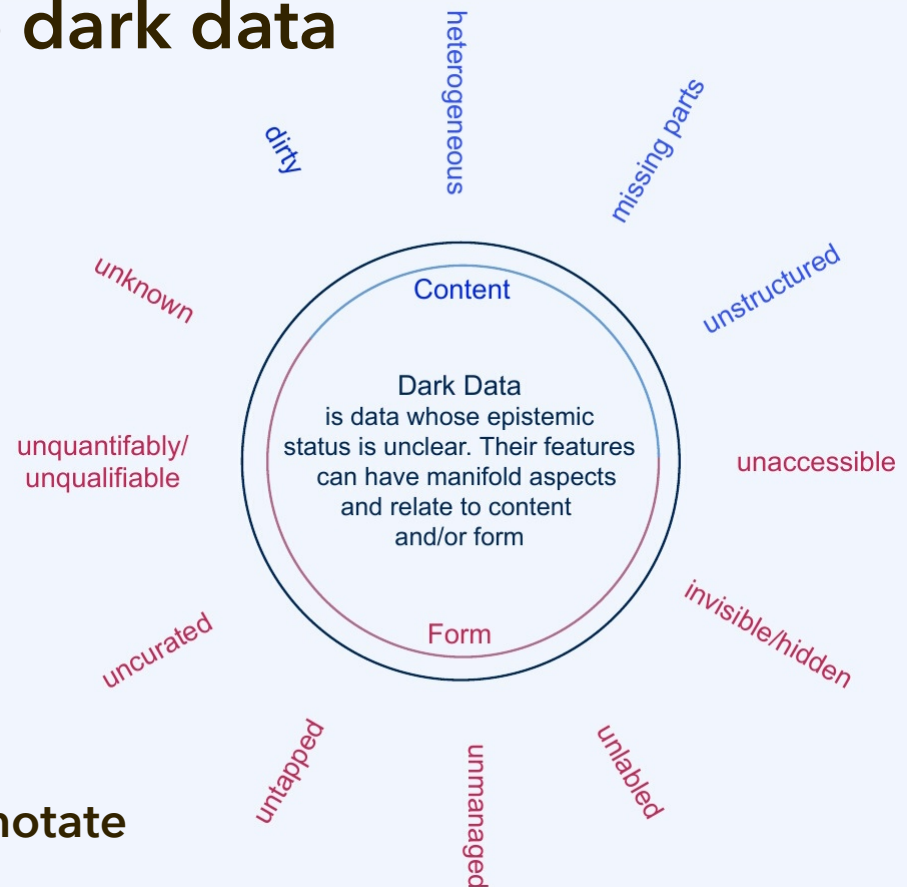 dark data
heterogeneous
missing parts
dirty
unstructured
unknown
Content
Dark Data
is data whose epistemic
status is unclear. Their features
can have manifold aspects
and relate to content
and/or form
unquantifably/
unqualifiable
unaccessible
invisible/hidden
Form
uncurated
untapped
unmanaged
unlabled
notate